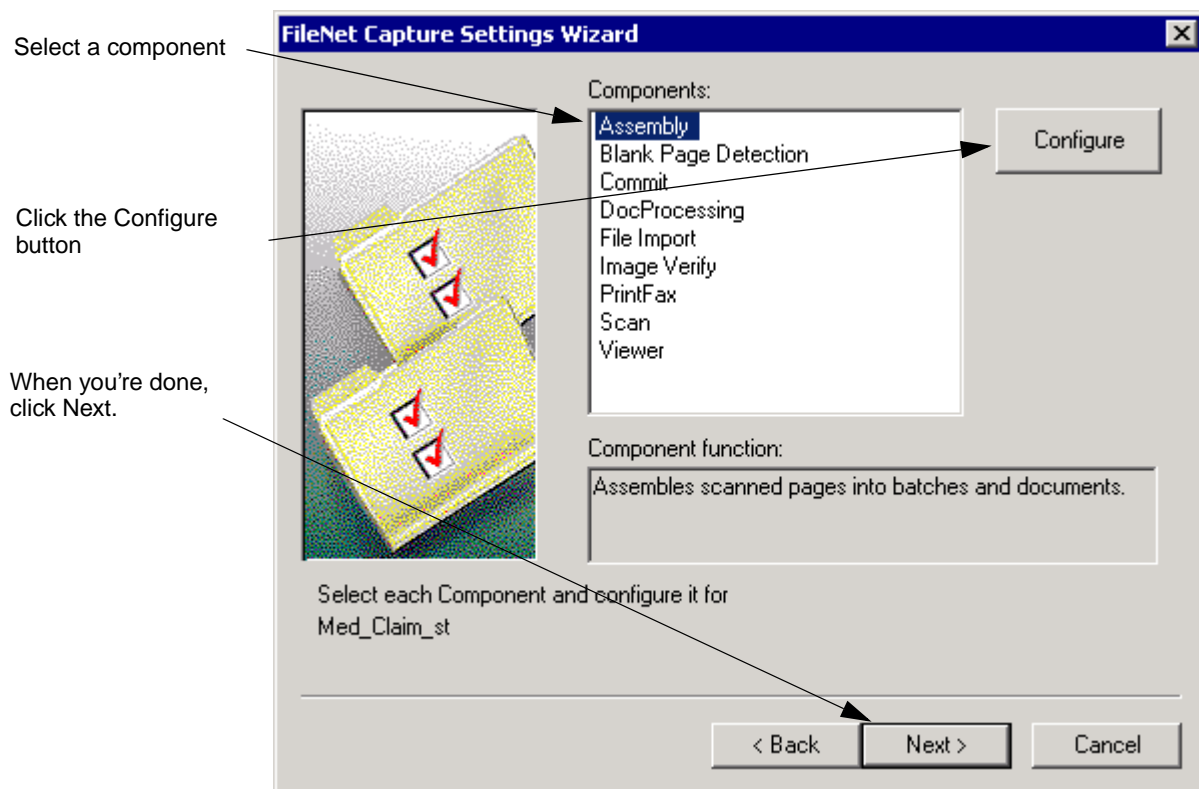 FileNet Capture Settings Wizard
Select a component
Components:
Assembly
Blank Page Detection
Commit
DocProcessing
File Import
Image Verify
PrintFax
Scan
Viewer
Configure
Click the Configure
button
When you're done,
click Next.
Component function:
Assembles scanned pages into batches and documents.
Select each Component and configure it for
Med_Claim_st
< Back
Next >
Cancel